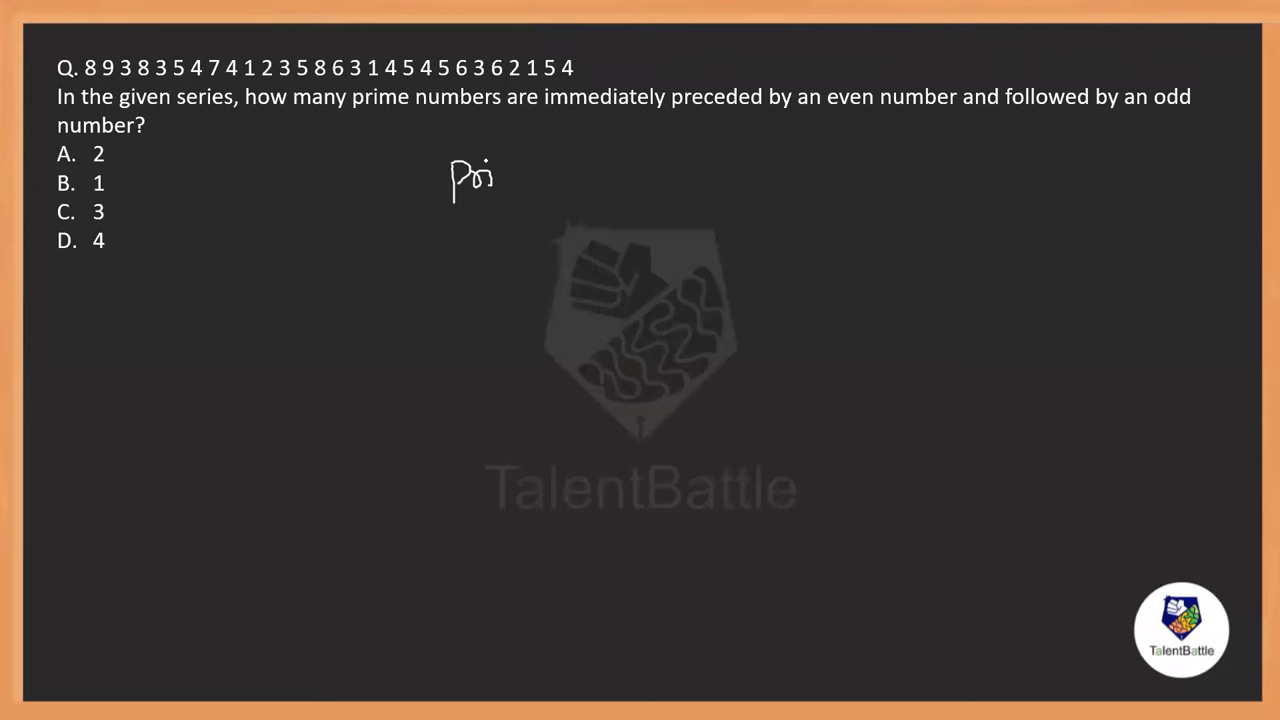 Q. 8 9 3 8 3 5 4 7 4 1 2 3 5 8 6 3 1 4 5 4 5 6 3 6 2 1 5 4
In the given series, how many prime numbers are immediately preceded by an even number and followed by an odd
number?
A. 2
B. 1
C. 3
D. 4
Pri
TalentBattle
TalentBattle